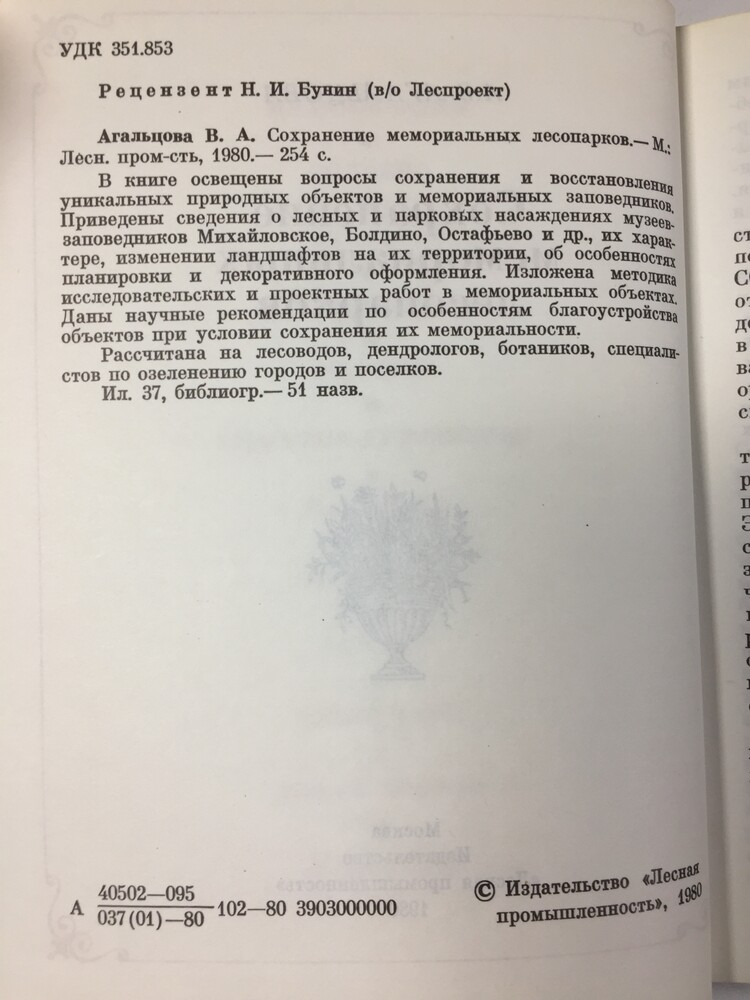 УДК 351.853
Рецензент Н. И. Бунин (в/о Леспроект)
Агальцова В. А. Сохранение мемориальных лесопарков.— М.:
Лесн. пром-сть, 1980.— 254 с.
В книге освещены вопросы сохранения и восстановления
уникальных природных объектов и мемориальных заповедников.
Приведены сведения о лесных и парковых насаждениях музеев-
заповедников Михайловское, Болдино, Остафьево и др., их харак-
тере, изменении ландшафтов на их территории, об особенностях
планировки и декоративного оформления. Изложена методика
исследовательских и проектных работ в мемориальных объектах.
Даны научные рекомендации по особенностям благоустройства
объектов при условии сохранения их мемориальности.
Рассчитана на лесоводов, дендрологов, ботаников, специали-
стов по озеленению городов и поселков.
Ил. 37, библиогр.— 51 назв.
А 40502—095
037(01)—80 102—80 3903000000
© Издательство «Лесная
промышленность», 1980